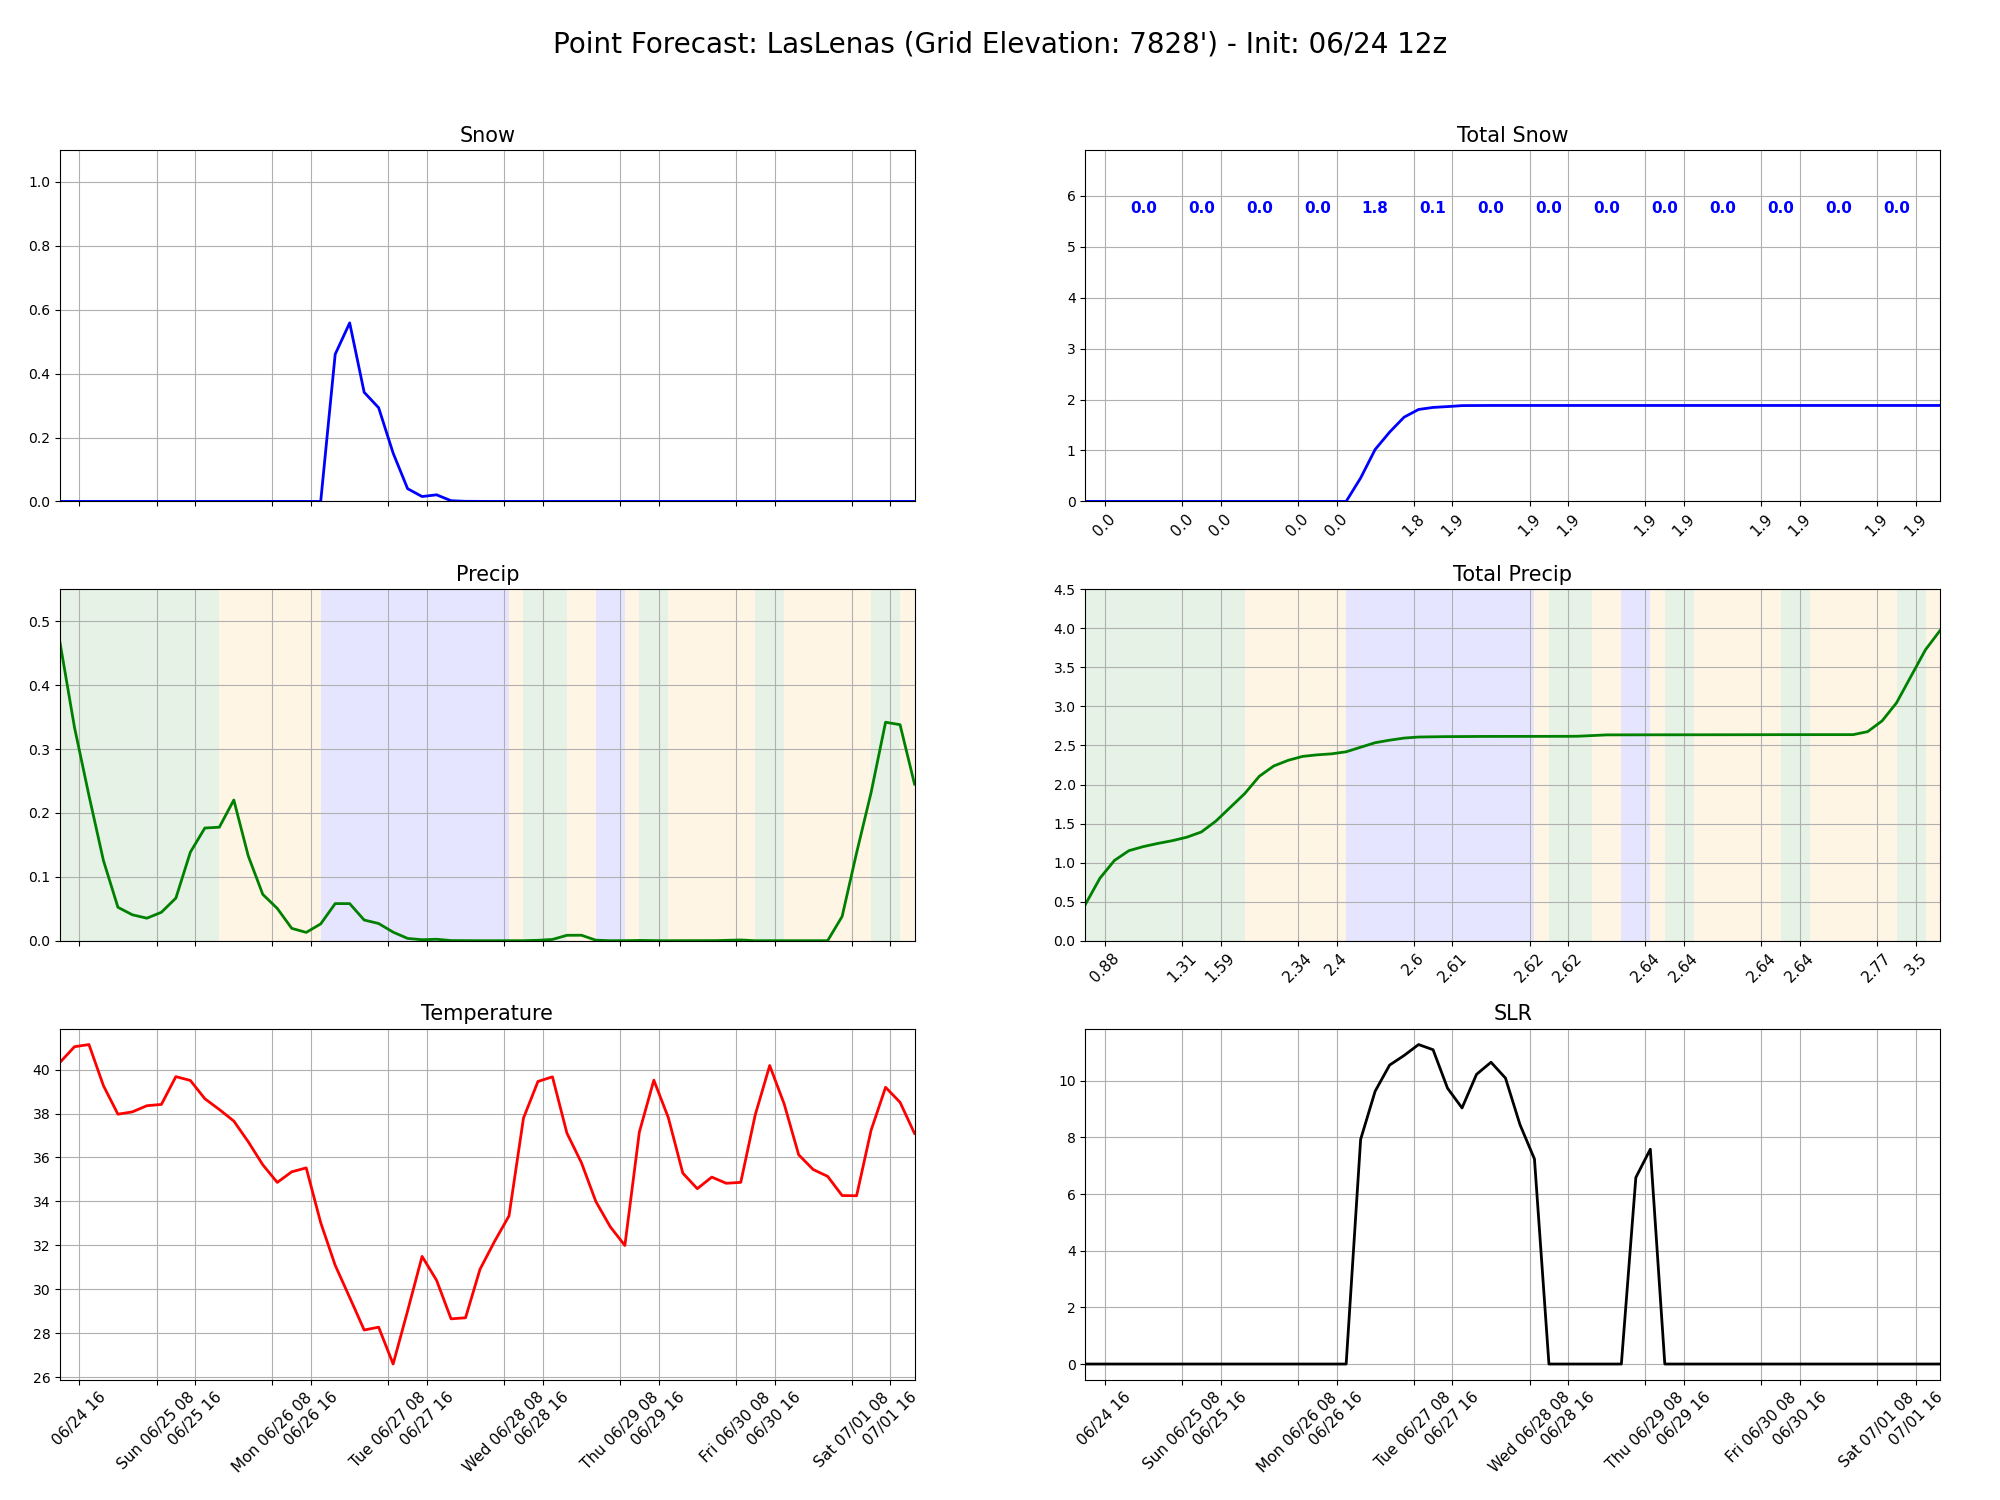 Point Forecast: LasLenas (Grid Elevation: 7828') - Init: 06/24 12z
Snow
1.0
0.8
0.6
0.4
0.2
0.0
Total Snow
6
5
4
3
2
1
0
0.0 0.0 0.0 0.0 1.8 0.1 0.0 0.0 0.0 0.0 0.0 0.0 0.0 0.0
0.0 0.0 0.0 0.0 0.0 1.8 1.9 1.9 1.9 1.9 1.9 1.9 1.9 1.9 1.9
Precip
0.5
0.4
0.3
0.2
0.1
0.0
Total Precip
4.5
4.0
3.5
3.0
2.5
2.0
1.5
1.0
0.5
0.0
0.88 1.31 1.59 2.34 2.4 2.6 2.61 2.62 2.62 2.64 2.64 2.64 2.64 2.77 3.5
Temperature
40
38
36
34
32
30
28
26
06/24 16
Sun 06/25 08
06/25 16
Mon 06/26 08
06/26 16
Tue 06/27 08
06/27 16
Wed 06/28 08
06/28 16
Thu 06/29 08
06/29 16
Fri 06/30 08
06/30 16
Sat 07/01 08
07/01 16
SLR
10
8
6
4
2
0
06/24 16
Sun 06/25 08
06/25 16
Mon 06/26 08
06/26 16
Tue 06/27 08
06/27 16
Wed 06/28 08
06/28 16
Thu 06/29 08
06/29 16
Fri 06/30 08
06/30 16
Sat 07/01 08
07/01 16